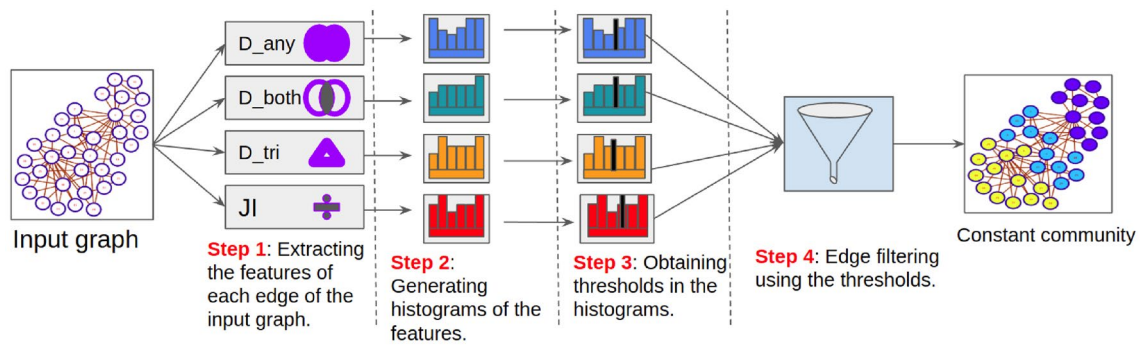 D_any
D_both
D_tri
JI
Input graph
Step 1: Extracting
the features of
each edge of the
input graph.
Step 2:
Generating
histograms of the
features.
Step 3: Obtaining
thresholds in the
histograms.
Step 4: Edge filtering
using the thresholds.
Constant community